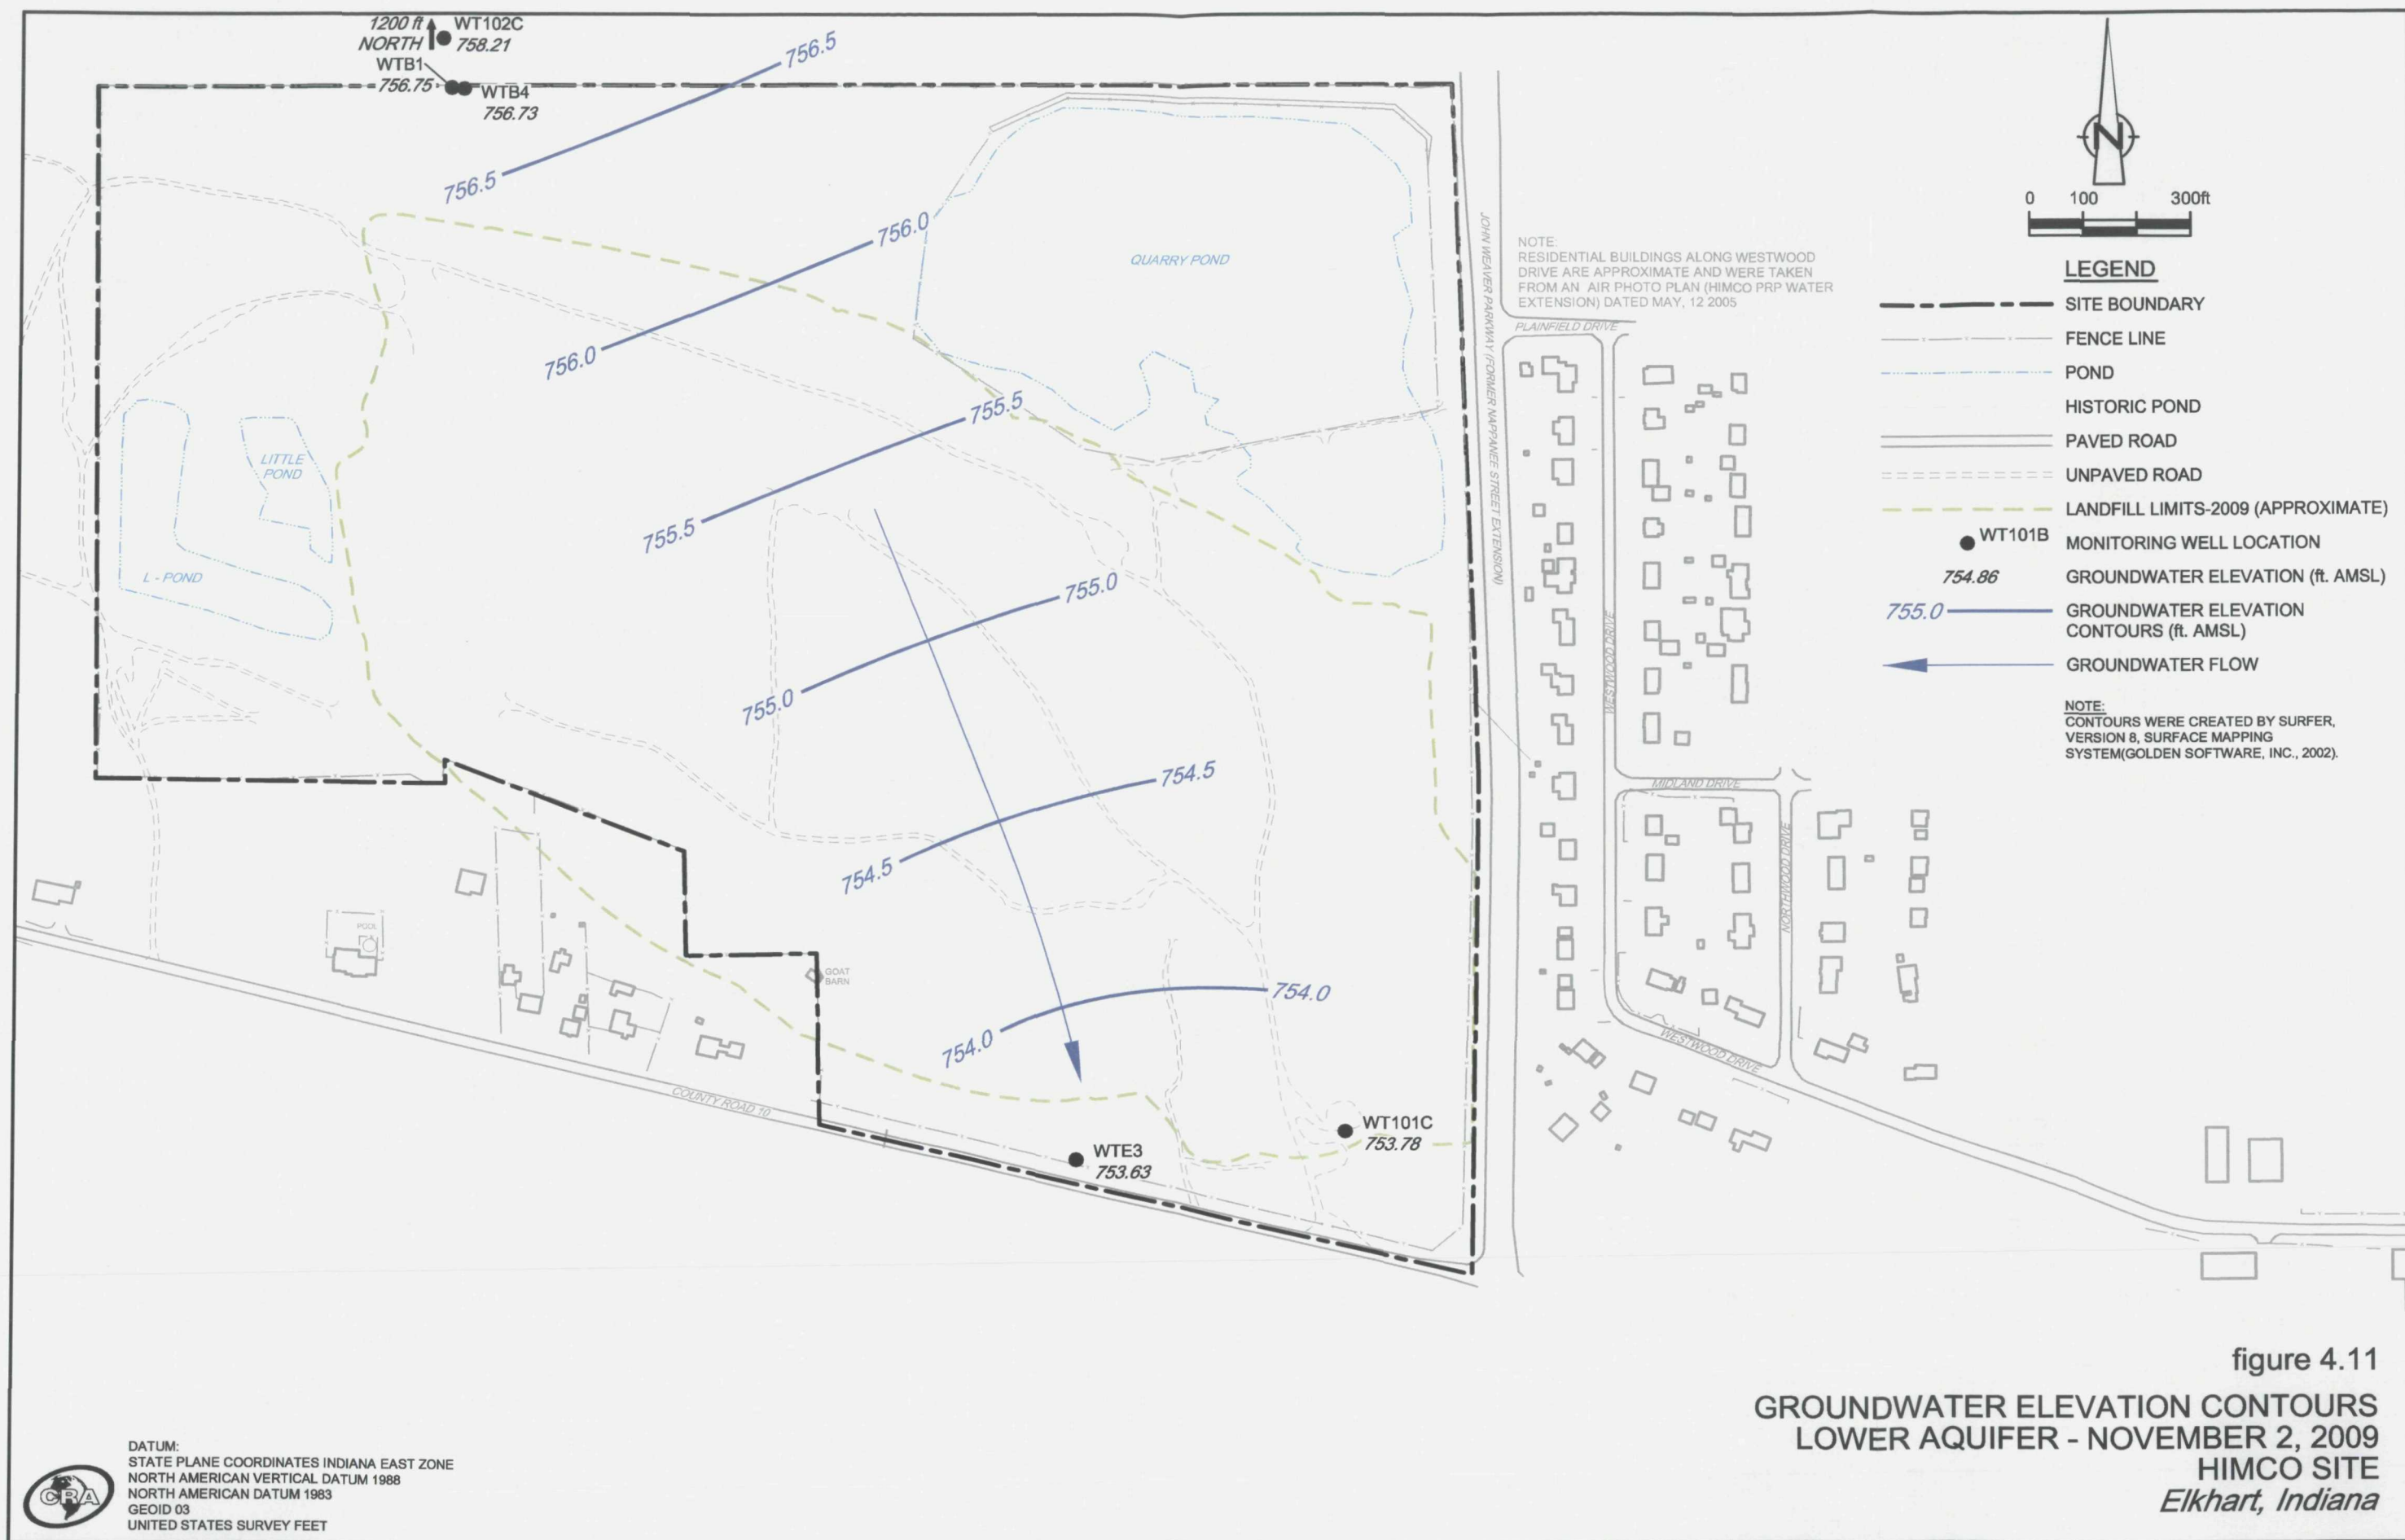 1200 ft
NORTH
WT102C
758.21
WTB1
756.75
WTB4
756.73
756.5
756.5
756.0
756.0
755.5
755.5
755.0
755.0
754.5
754.5
754.0
754.0
QUARRY POND
LITTLE
POND
L - POND
POOL
GOAT
BARN
COUNTY ROAD 10
WTE3
753.63
WT101C
753.78
JOHN WEAVER PARKWAY (FORMER NAPPANEE STREET EXTENSION)
NOTE:
RESIDENTIAL BUILDINGS ALONG WESTWOOD
DRIVE ARE APPROXIMATE AND WERE TAKEN
FROM AN AIR PHOTO PLAN (HIMCO PRP WATER
EXTENSION) DATED MAY, 12 2005
PLAINFIELD DRIVE
WESTWOOD DRIVE
MIDLAND DRIVE
NORTHWOOD DRIVE
WESTWOOD DRIVE
N
0 100 300ft
LEGEND
SITE BOUNDARY
FENCE LINE
POND
HISTORIC POND
PAVED ROAD
UNPAVED ROAD
LANDFILL LIMITS-2009 (APPROXIMATE)
WT101B MONITORING WELL LOCATION
754.86 GROUNDWATER ELEVATION (ft. AMSL)
755.0 GROUNDWATER ELEVATION
CONTOURS (ft. AMSL)
GROUNDWATER FLOW
NOTE:
CONTOURS WERE CREATED BY SURFER,
VERSION 8, SURFACE MAPPING
SYSTEM(GOLDEN SOFTWARE, INC., 2002).
figure 4.11
GROUNDWATER ELEVATION CONTOURS
LOWER AQUIFER - NOVEMBER 2, 2009
HIMCO SITE
Elkhart, Indiana
CRA
DATUM:
STATE PLANE COORDINATES INDIANA EAST ZONE
NORTH AMERICAN VERTICAL DATUM 1988
NORTH AMERICAN DATUM 1983
GEOID 03
UNITED STATES SURVEY FEET